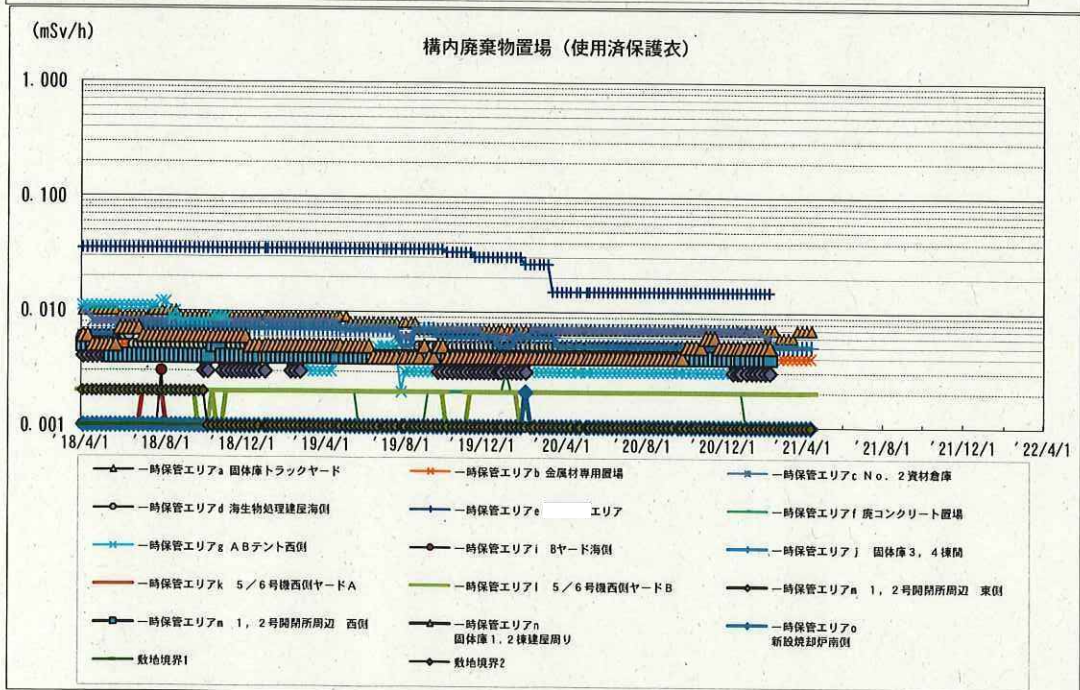 (mSv/h)
構内廃棄物置場（使用済保護衣）
1.000
0.100
0.010
0.001
'18/4/1 '18/8/1 '18/12/1 '19/4/1 '19/8/1 '19/12/1 '20/4/1 '20/8/1 '20/12/1 '21/4/1 '21/8/1 '21/12/1 '22/4/1
一時保管エリアa 固体庫トラックヤード
一時保管エリアb 金属材専用置場
一時保管エリアc No．2資材倉庫
一時保管エリアd 海生物処理建屋海側
一時保管エリアe エリア
一時保管エリアf 廃コンクリート置場
一時保管エリアg ABテント西側
一時保管エリアi Bヤード海側
一時保管エリアj 固体庫3，4棟間
一時保管エリアk 5／6号機西側ヤードA
一時保管エリアl 5／6号機西側ヤードB
一時保管エリアm 1，2号開閉所周辺 東側
一時保管エリアm 1，2号開閉所周辺 西側
一時保管エリアn
固体庫1．2棟建屋周り
一時保管エリアo
新設焼却炉南側
敷地境界1
敷地境界2